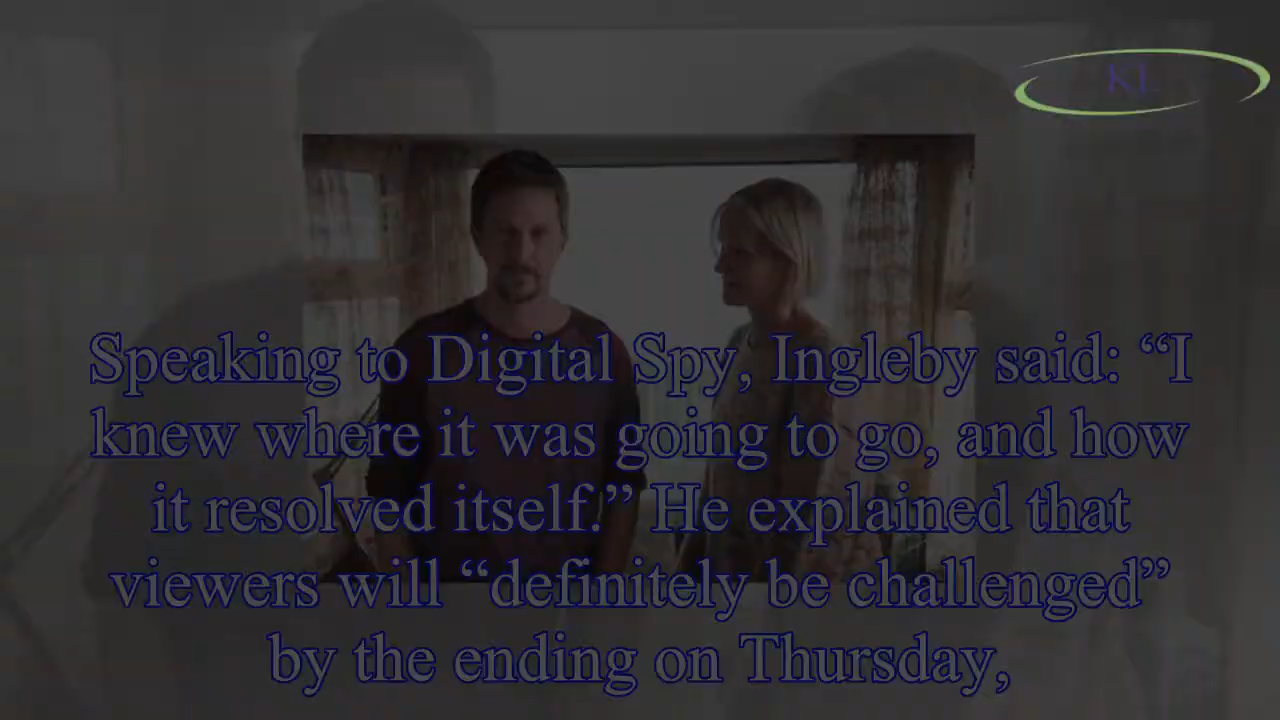 KL
Speaking to Digital Spy, Ingleby said: “I
knew where it was going to go, and how
it resolved itself.” He explained that
viewers will “definitely be challenged”
by the ending on Thursday,